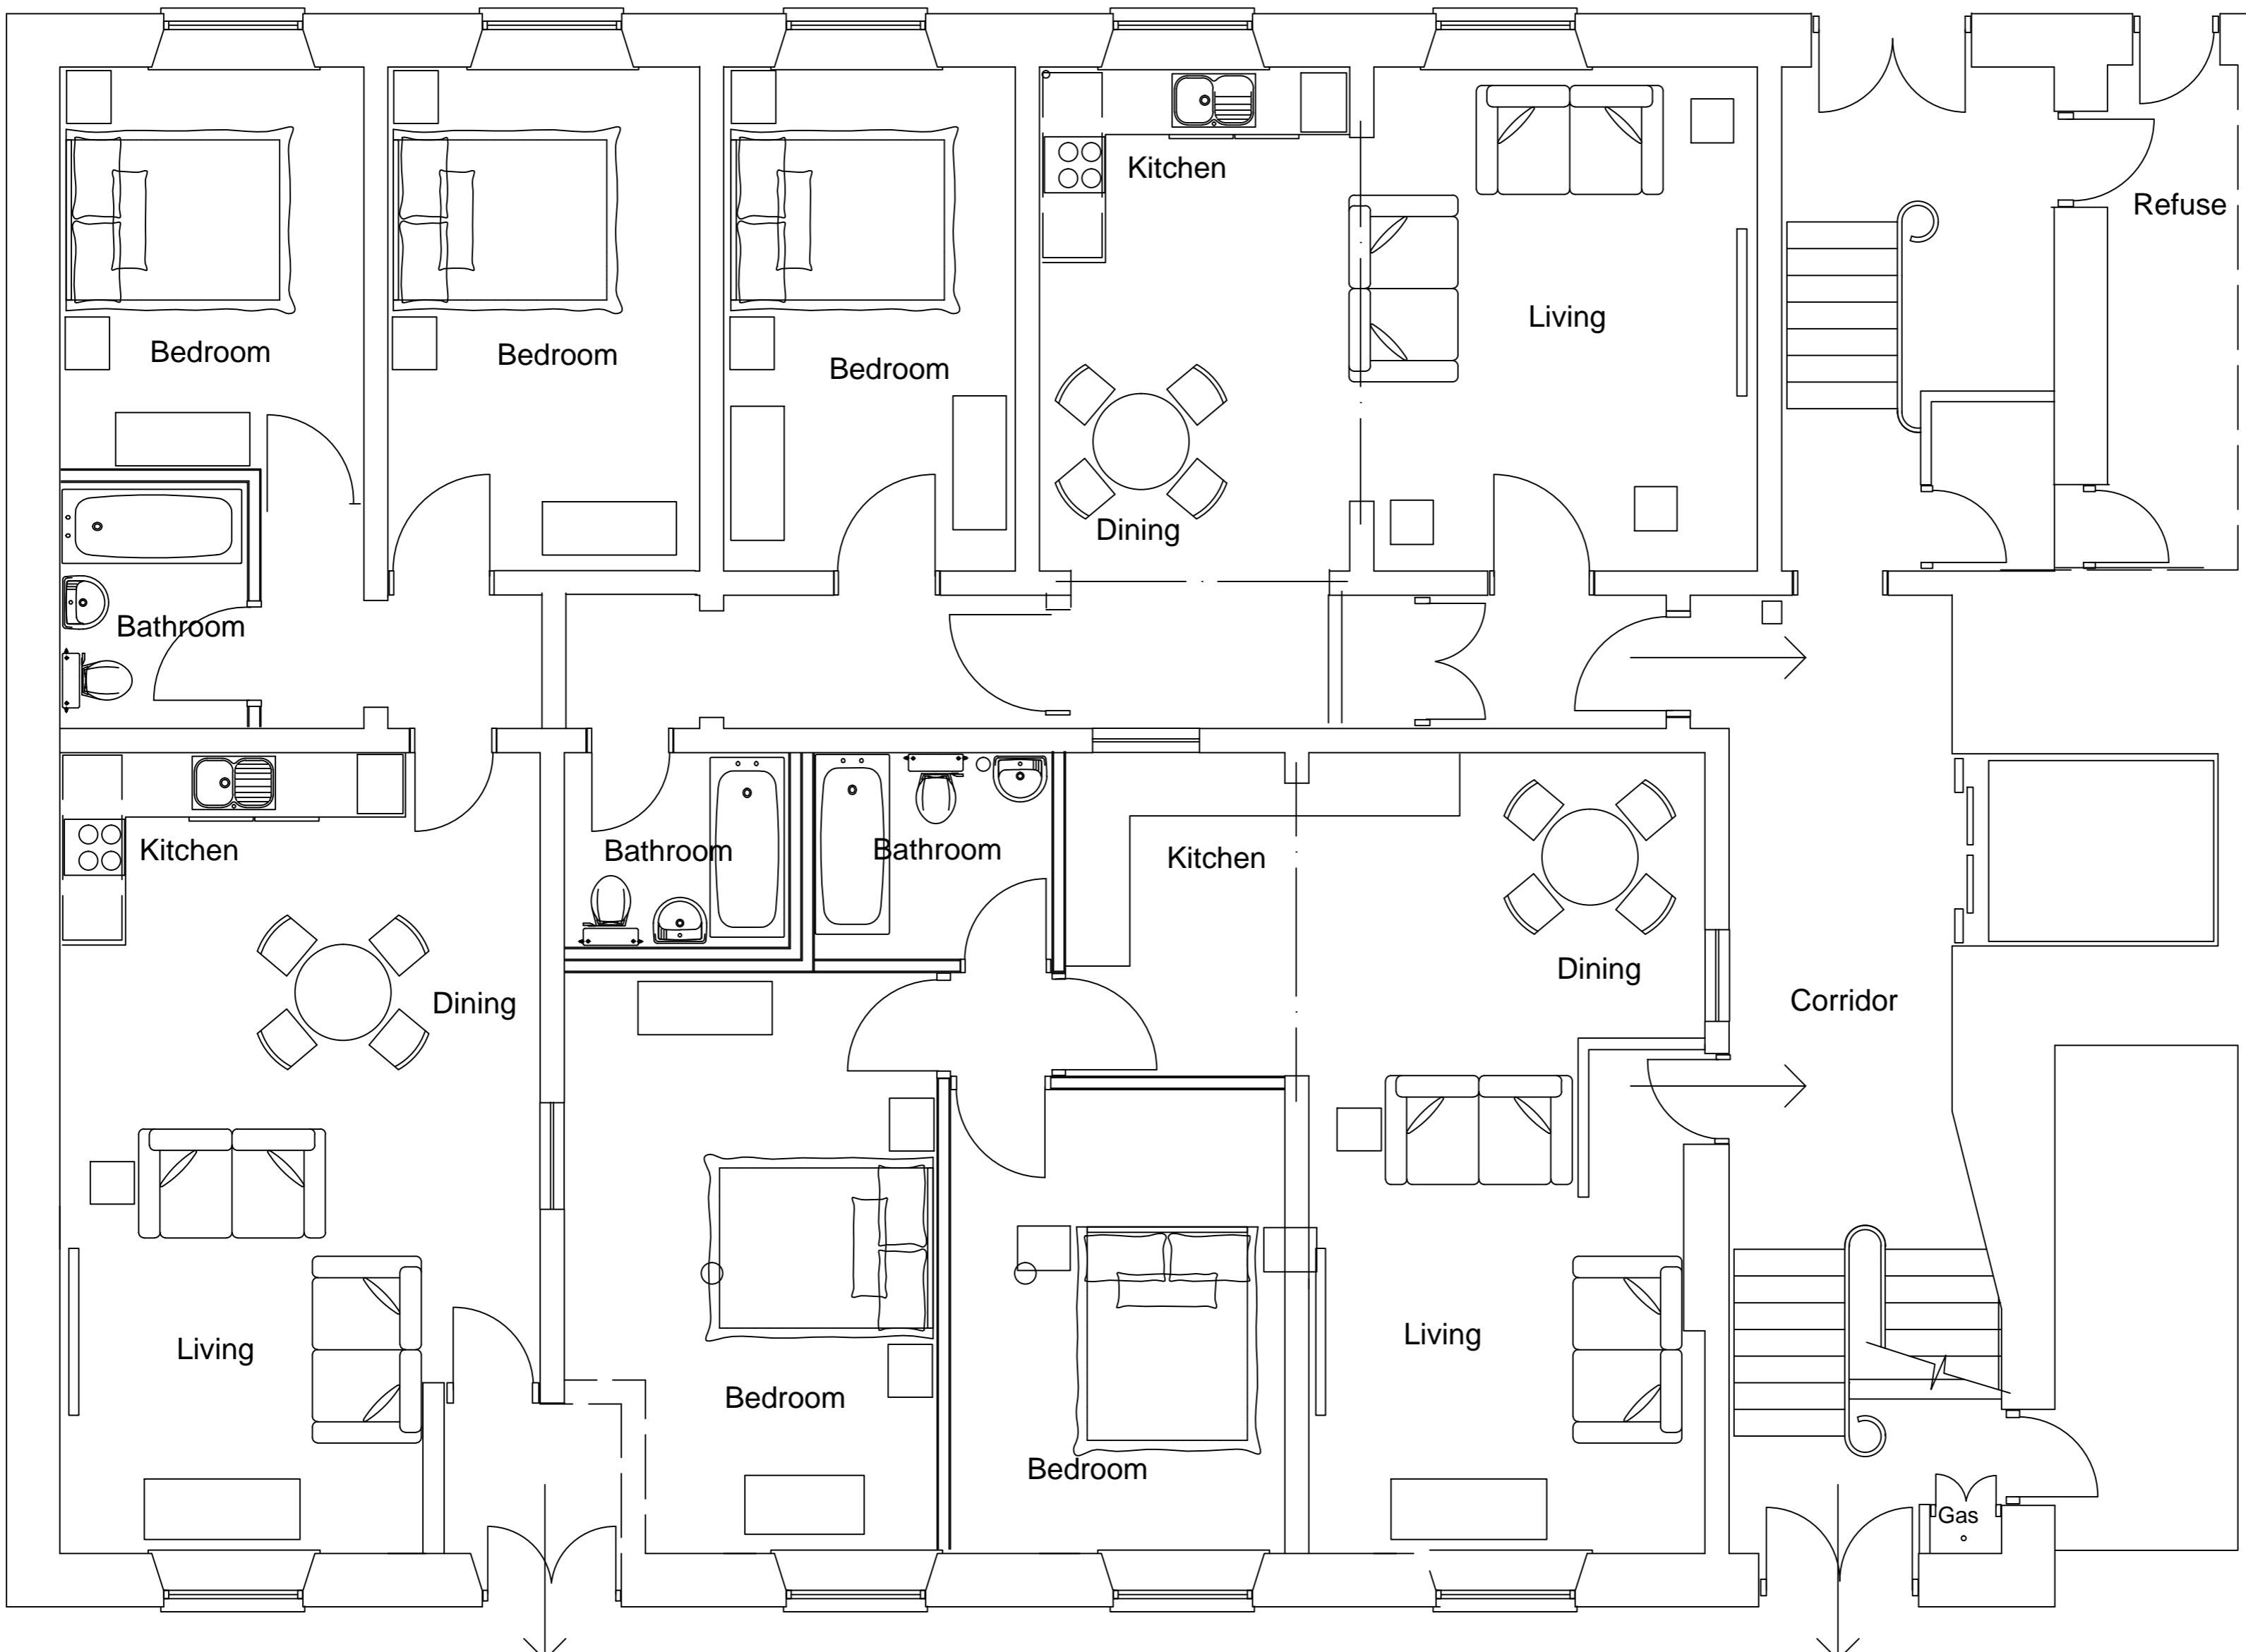 Kitchen
Refuse
Living
Bedroom
Bedroom
Bedroom
Dining
Bathroom
Kitchen
Bathroom
Bathroom
Kitchen
Dining
Dining
Corridor
Living
Living
Bedroom
Bedroom
Gas